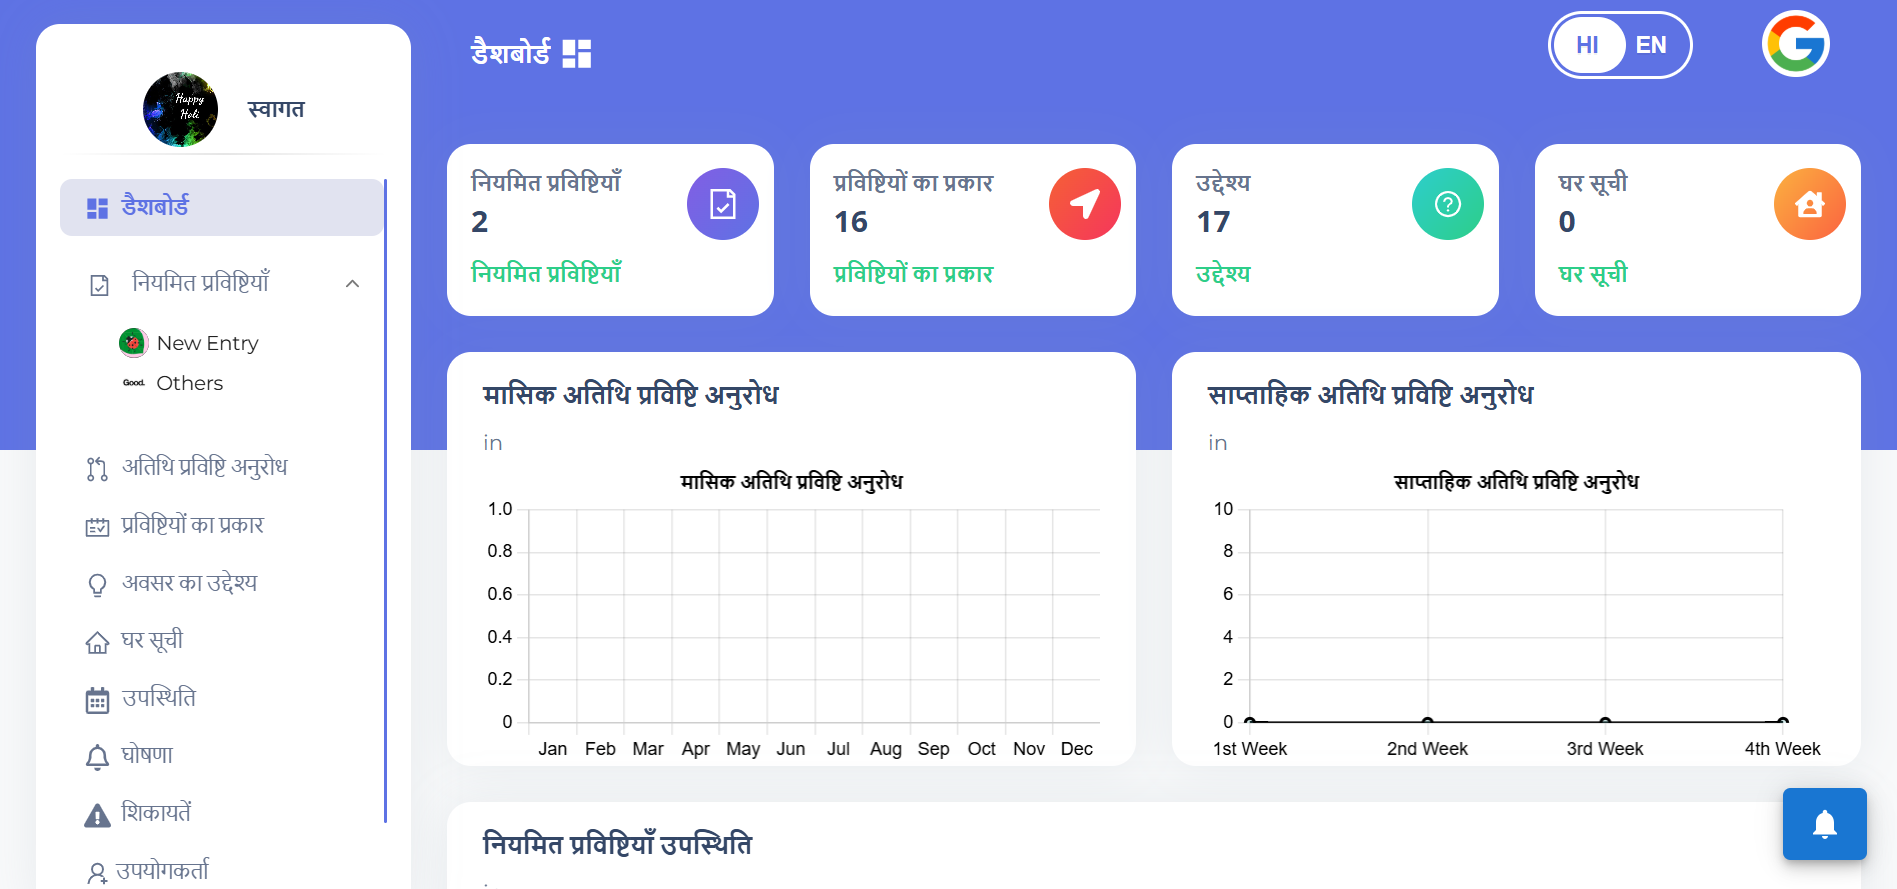 Happy
Holi
स्वागत
डैशबोर्ड
नियमित प्रविष्टियाँ
New Entry
Good.
Others
अतिथि प्रविष्टि अनुरोध
प्रविष्टियों का प्रकार
अवसर का उद्देश्य
घर सूची
उपस्थिति
घोषणा
शिकायतें
उपयोगकर्ता
डैशबोर्ड
HI EN
नियमित प्रविष्टियाँ
2
नियमित प्रविष्टियाँ
प्रविष्टियों का प्रकार
16
प्रविष्टियों का प्रकार
उद्देश्य
17
उद्देश्य
घर सूची
0
घर सूची
मासिक अतिथि प्रविष्टि अनुरोध
in
मासिक अतिथि प्रविष्टि अनुरोध
1.0
0.8
0.6
0.4
0.2
0
Jan Feb Mar Apr May Jun Jul Aug Sep Oct Nov Dec
साप्ताहिक अतिथि प्रविष्टि अनुरोध
in
साप्ताहिक अतिथि प्रविष्टि अनुरोध
10
8
6
4
2
0
1st Week 2nd Week 3rd Week 4th Week
नियमित प्रविष्टियाँ उपस्थिति